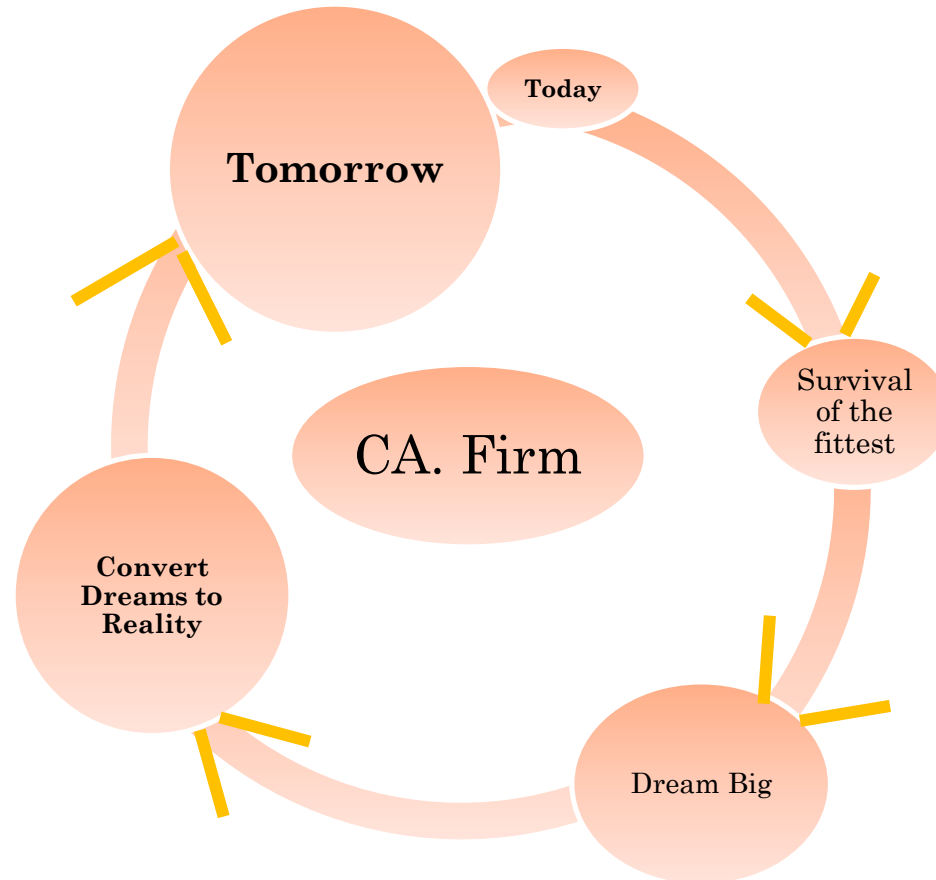 Today
Tomorrow
Survival
of the
fittest
CA. Firm
Convert
Dreams to
Reality
Dream Big